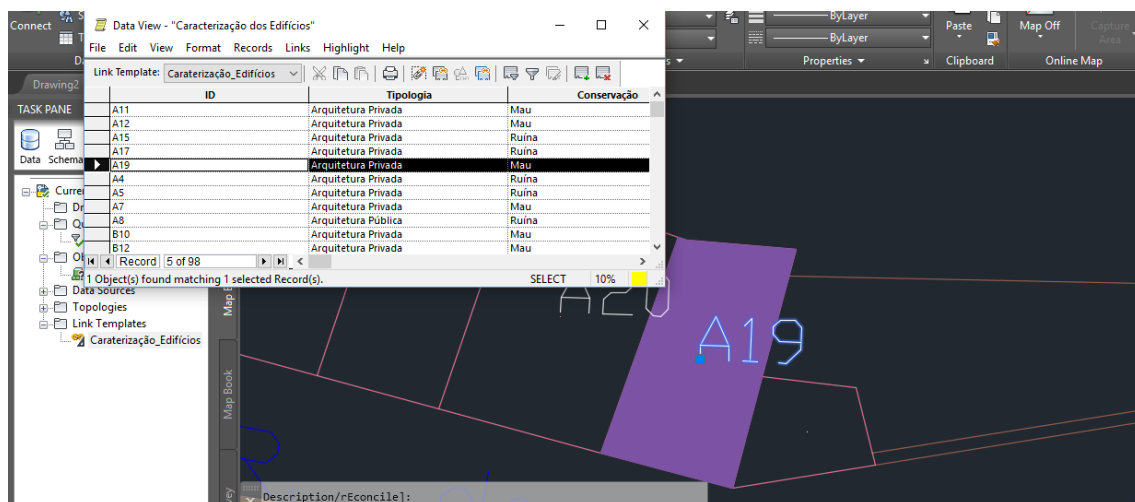 Connect
ByLayer
ByLayer
Paste
Map Off
Capture
Area
Properties
Clipboard
Online Map
Drawing2
TASK PANE
Data
Schema
Data Sources
Topologies
Link Templates
Caraterização_Edifícios
Map Book
Data View - "Caracterização dos Edifícios"
File Edit View Format Records Links Highlight Help
Link Template: Caraterização_Edifícios
ID Tipologia Conservação
A11 Arquitetura Privada Mau
A12 Arquitetura Privada Mau
A15 Arquitetura Privada Ruína
A17 Arquitetura Privada Ruína
A19 Arquitetura Privada Mau
A4 Arquitetura Privada Ruína
A5 Arquitetura Privada Ruína
A7 Arquitetura Privada Mau
A8 Arquitetura Pública Ruína
B10 Arquitetura Privada Mau
B12 Arquitetura Privada Mau
Record 5 of 98
1 Object(s) found matching 1 selected Record(s). SELECT 10%
A20
A19
Description/rEconcile]: